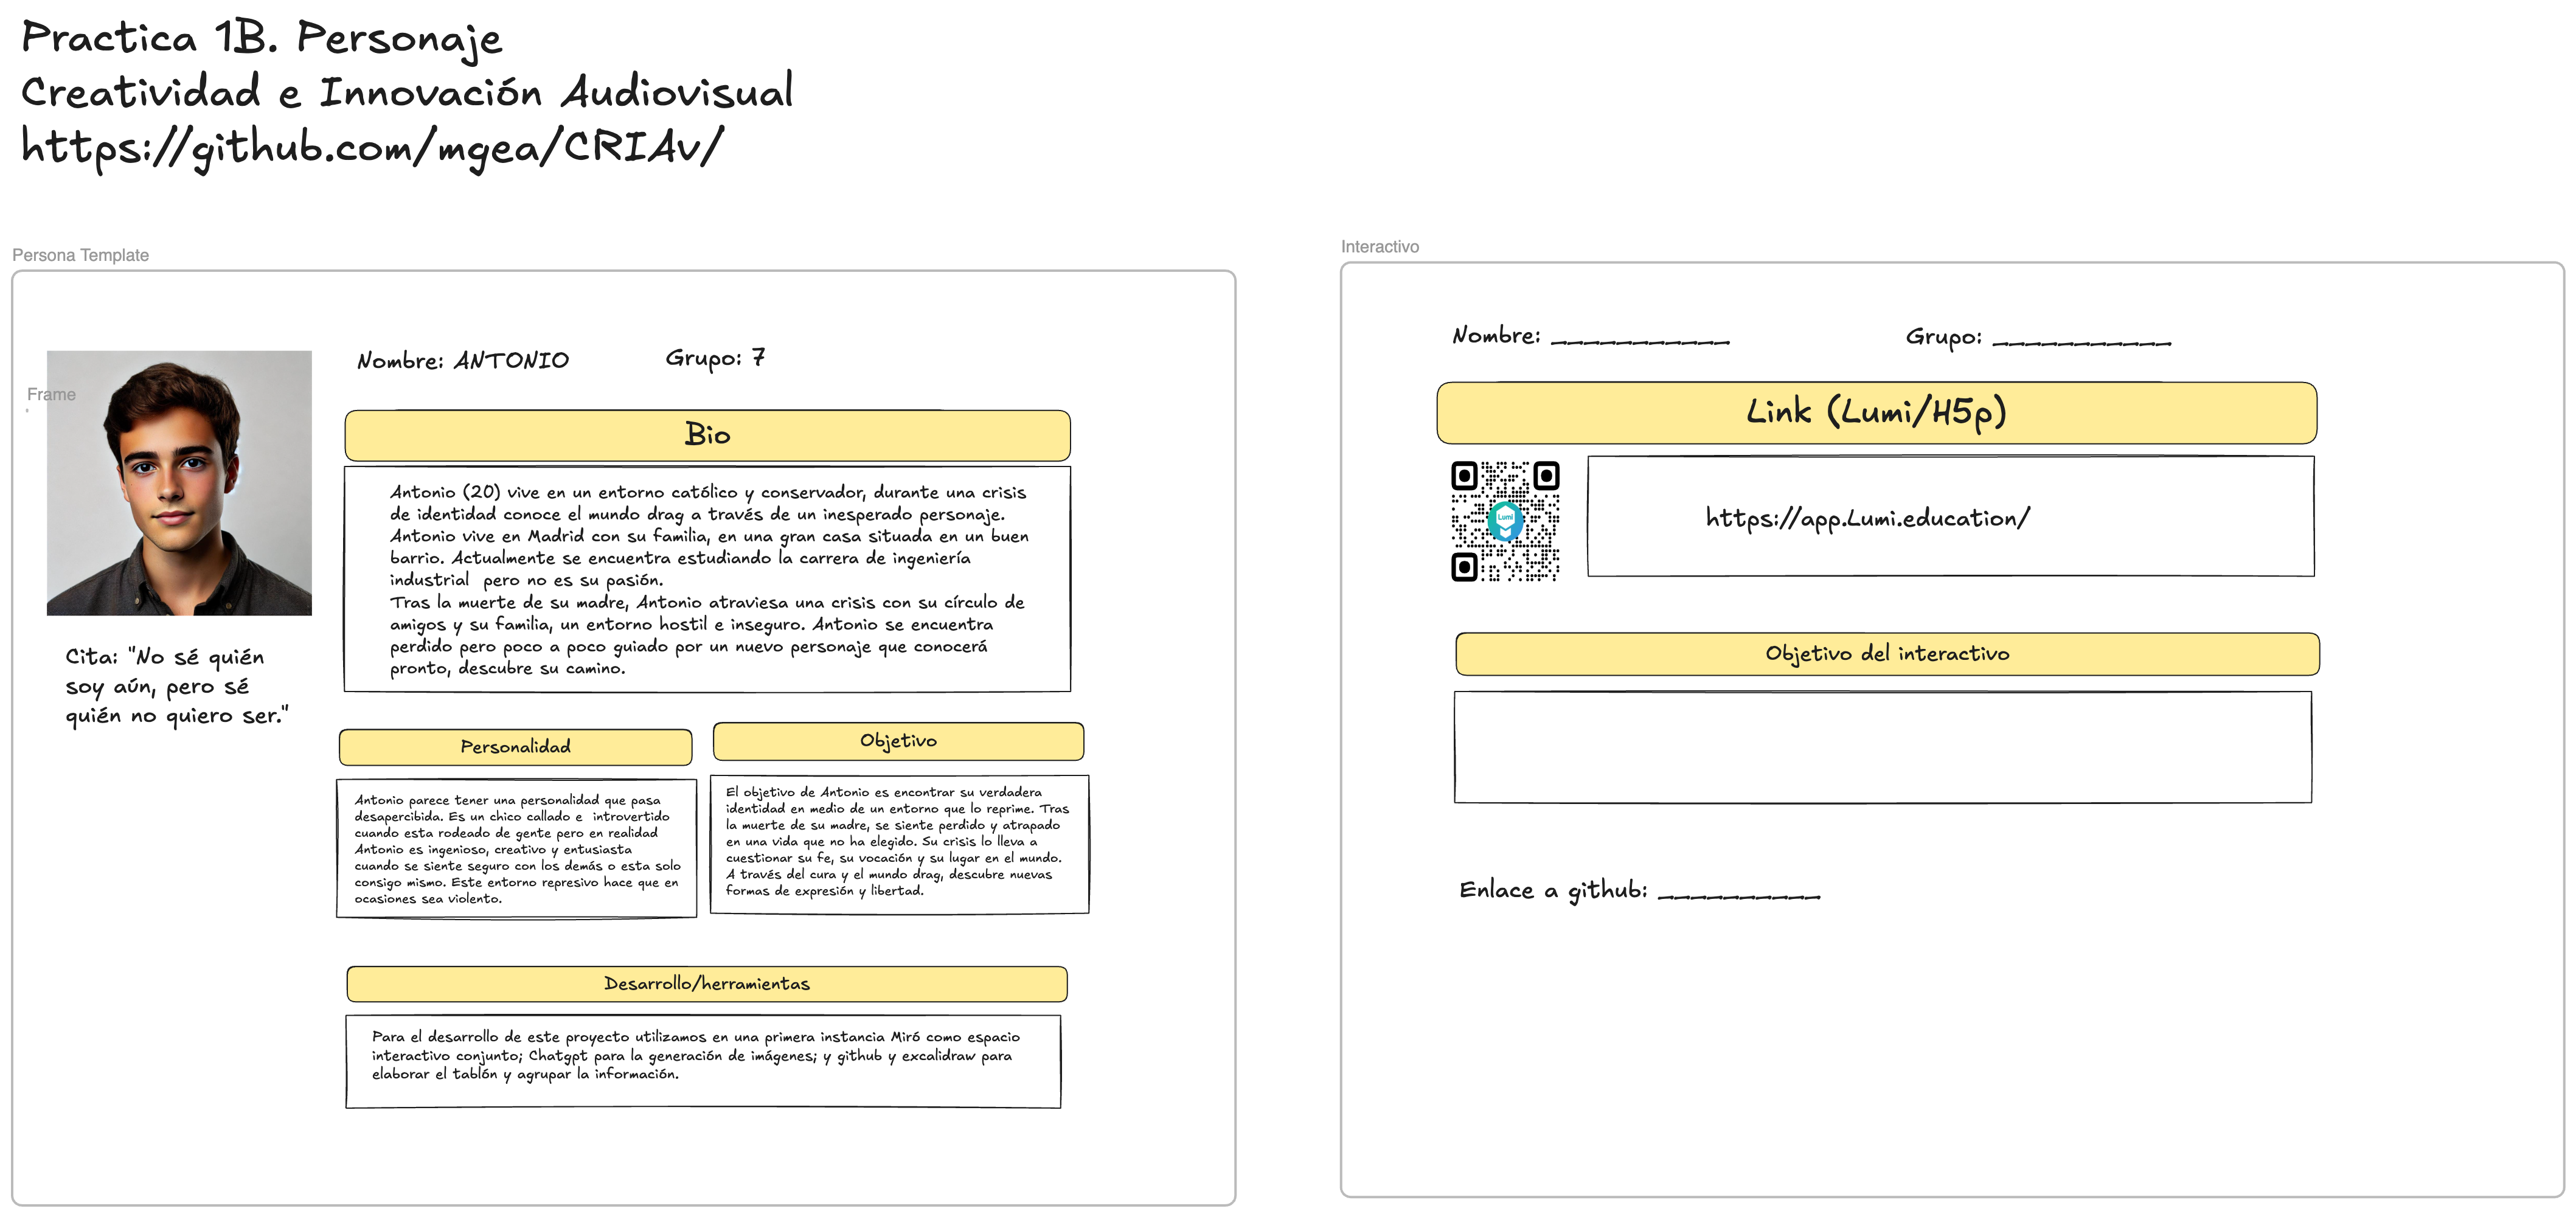 Practica 1B. Personaje
Creatividad e Innovación Audiovisual
https://github.com/mgea/CRIAv/
Persona Template
Frame
Nombre: ANTONIO
Grupo: 7
Bio
Antonio (20) vive en un entorno católico y conservador, durante una crisis
de identidad conoce el mundo drag a través de un inesperado personaje.
Antonio vive en Madrid con su familia, en una gran casa situada en un buen
barrio. Actualmente se encuentra estudiando la carrera de ingeniería
industrial pero no es su pasión.
Tras la muerte de su madre, Antonio atraviesa una crisis con su círculo de
amigos y su familia, un entorno hostil e inseguro. Antonio se encuentra
perdido pero poco a poco guiado por un nuevo personaje que conocerá
pronto, descubre su camino.
Cita: "No sé quién
soy aún, pero sé
quién no quiero ser."
Personalidad
Antonio parece tener una personalidad que pasa
desapercibida. Es un chico callado e introvertido
cuando esta rodeado de gente pero en realidad
Antonio es ingenioso, creativo y entusiasta
cuando se siente seguro con los demás o esta solo
consigo mismo. Este entorno represivo hace que en
ocasiones sea violento.
Objetivo
El objetivo de Antonio es encontrar su verdadera
identidad en medio de un entorno que lo reprime. Tras
la muerte de su madre, se siente perdido y atrapado
en una vida que no ha elegido. Su crisis lo lleva a
cuestionar su fe, su vocación y su lugar en el mundo.
A través del cura y el mundo drag, descubre nuevas
formas de expresión y libertad.
Desarrollo/herramientas
Para el desarrollo de este proyecto utilizamos en una primera instancia Miró como espacio
interactivo conjunto; Chatgpt para la generación de imágenes; y github y excalidraw para
elaborar el tablón y agrupar la información.
Interactivo
Nombre: ___________
Grupo: ___________
Link (Lumi/H5p)
Lumi
https://app.Lumi.education/
Objetivo del interactivo
Enlace a github: __________